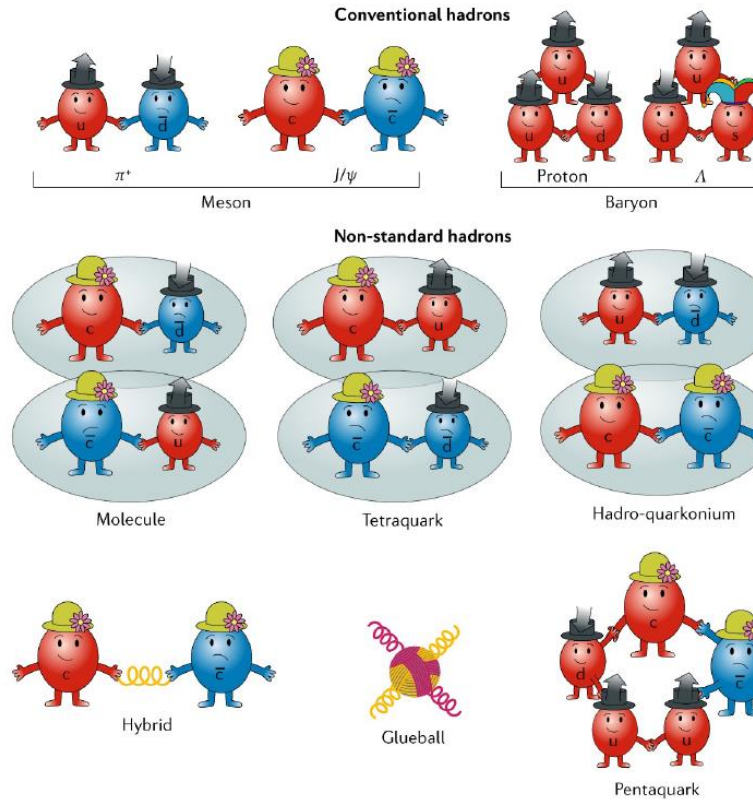 Conventional hadrons
u d̅ c c̅ u u d u d s
π⁺ J/ψ Proton Λ
Meson Baryon
Non-standard hadrons
c d̅ c u u d̅
c̅ u c̅ d̅ c c̅
Molecule Tetraquark Hadro-quarkonium
c c̅ c d c̅ u u
Hybrid Glueball
Pentaquark